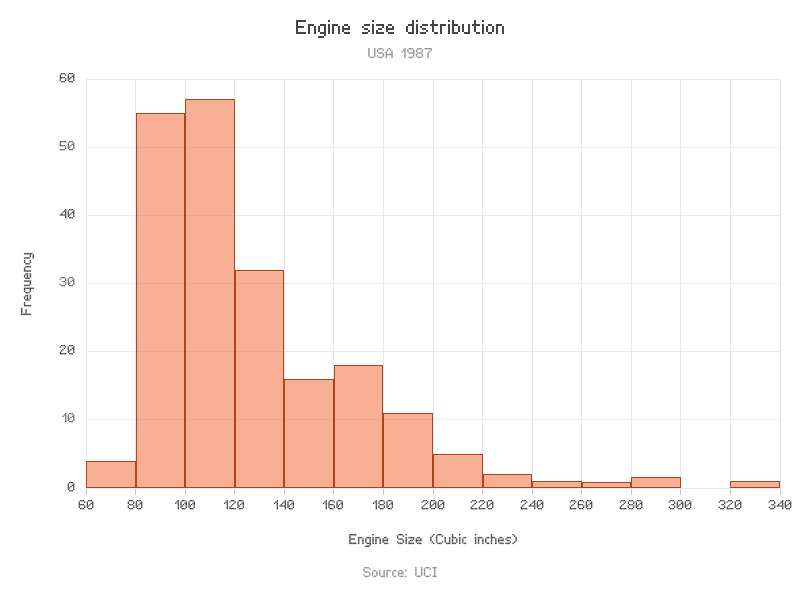 Engine size distribution
USA 1987
60
50
40
30
20
10
0
Frequency
60 80 100 120 140 160 180 200 220 240 260 280 300 320 340
Engine Size (Cubic inches)
Source: UCI